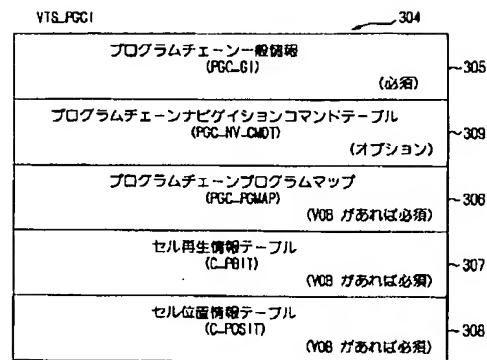 VTS_PGCI
304
プログラムチェーン一般情報
(PGC_GI)
(必須)
305
プログラムチェーンナビゲイションコマンドテーブル
(PGC_NV_CMDT)
(オプション)
309
プログラムチェーンプログラムマップ
(PGC_PGMAP)
(VOB があれば必須)
306
セル再生情報テーブル
(C_PBIT)
(VOB があれば必須)
307
セル位置情報テーブル
(C_POSIT)
(VOB があれば必須)
308